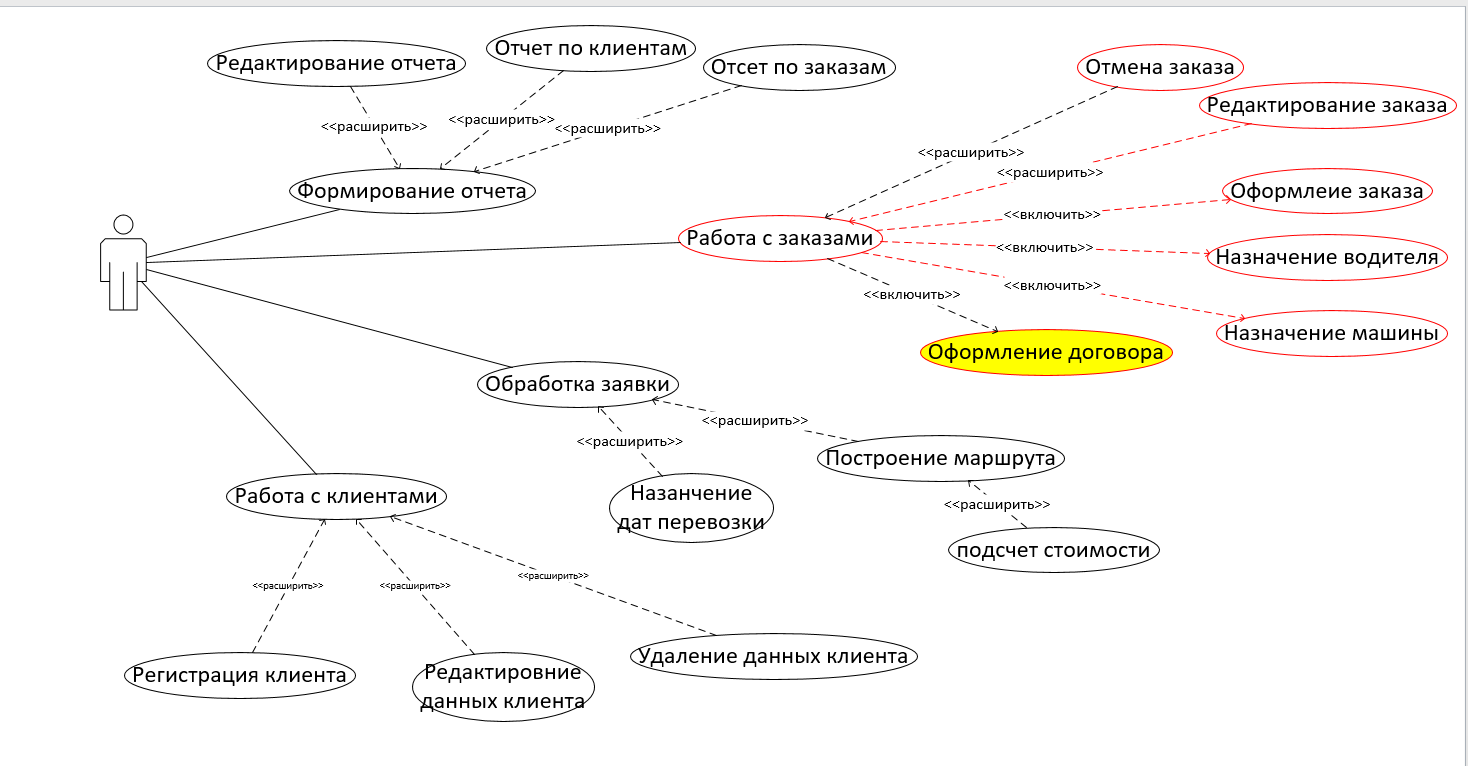 Редактирование отчета
Отчет по клиентам
Отсет по заказам
<<расширить>>
<<расширить>>
<<расширить>>
Формирование отчета
Отмена заказа
Редактирование заказа
<<расширить>>
<<расширить>>
Оформлеие заказа
<<включить>>
Работа с заказами
<<включить>>
Назначение водителя
<<включить>>
<<включить>>
Назначение машины
Оформление договора
Обработка заявки
<<расширить>>
<<расширить>>
Построение маршрута
Назанчение
дат перевозки
<<расширить>>
подсчет стоимости
Работа с клиентами
<<расширить>>
<<расширить>>
<<расширить>>
Регистрация клиента
Редактировние
данных клиента
Удаление данных клиента